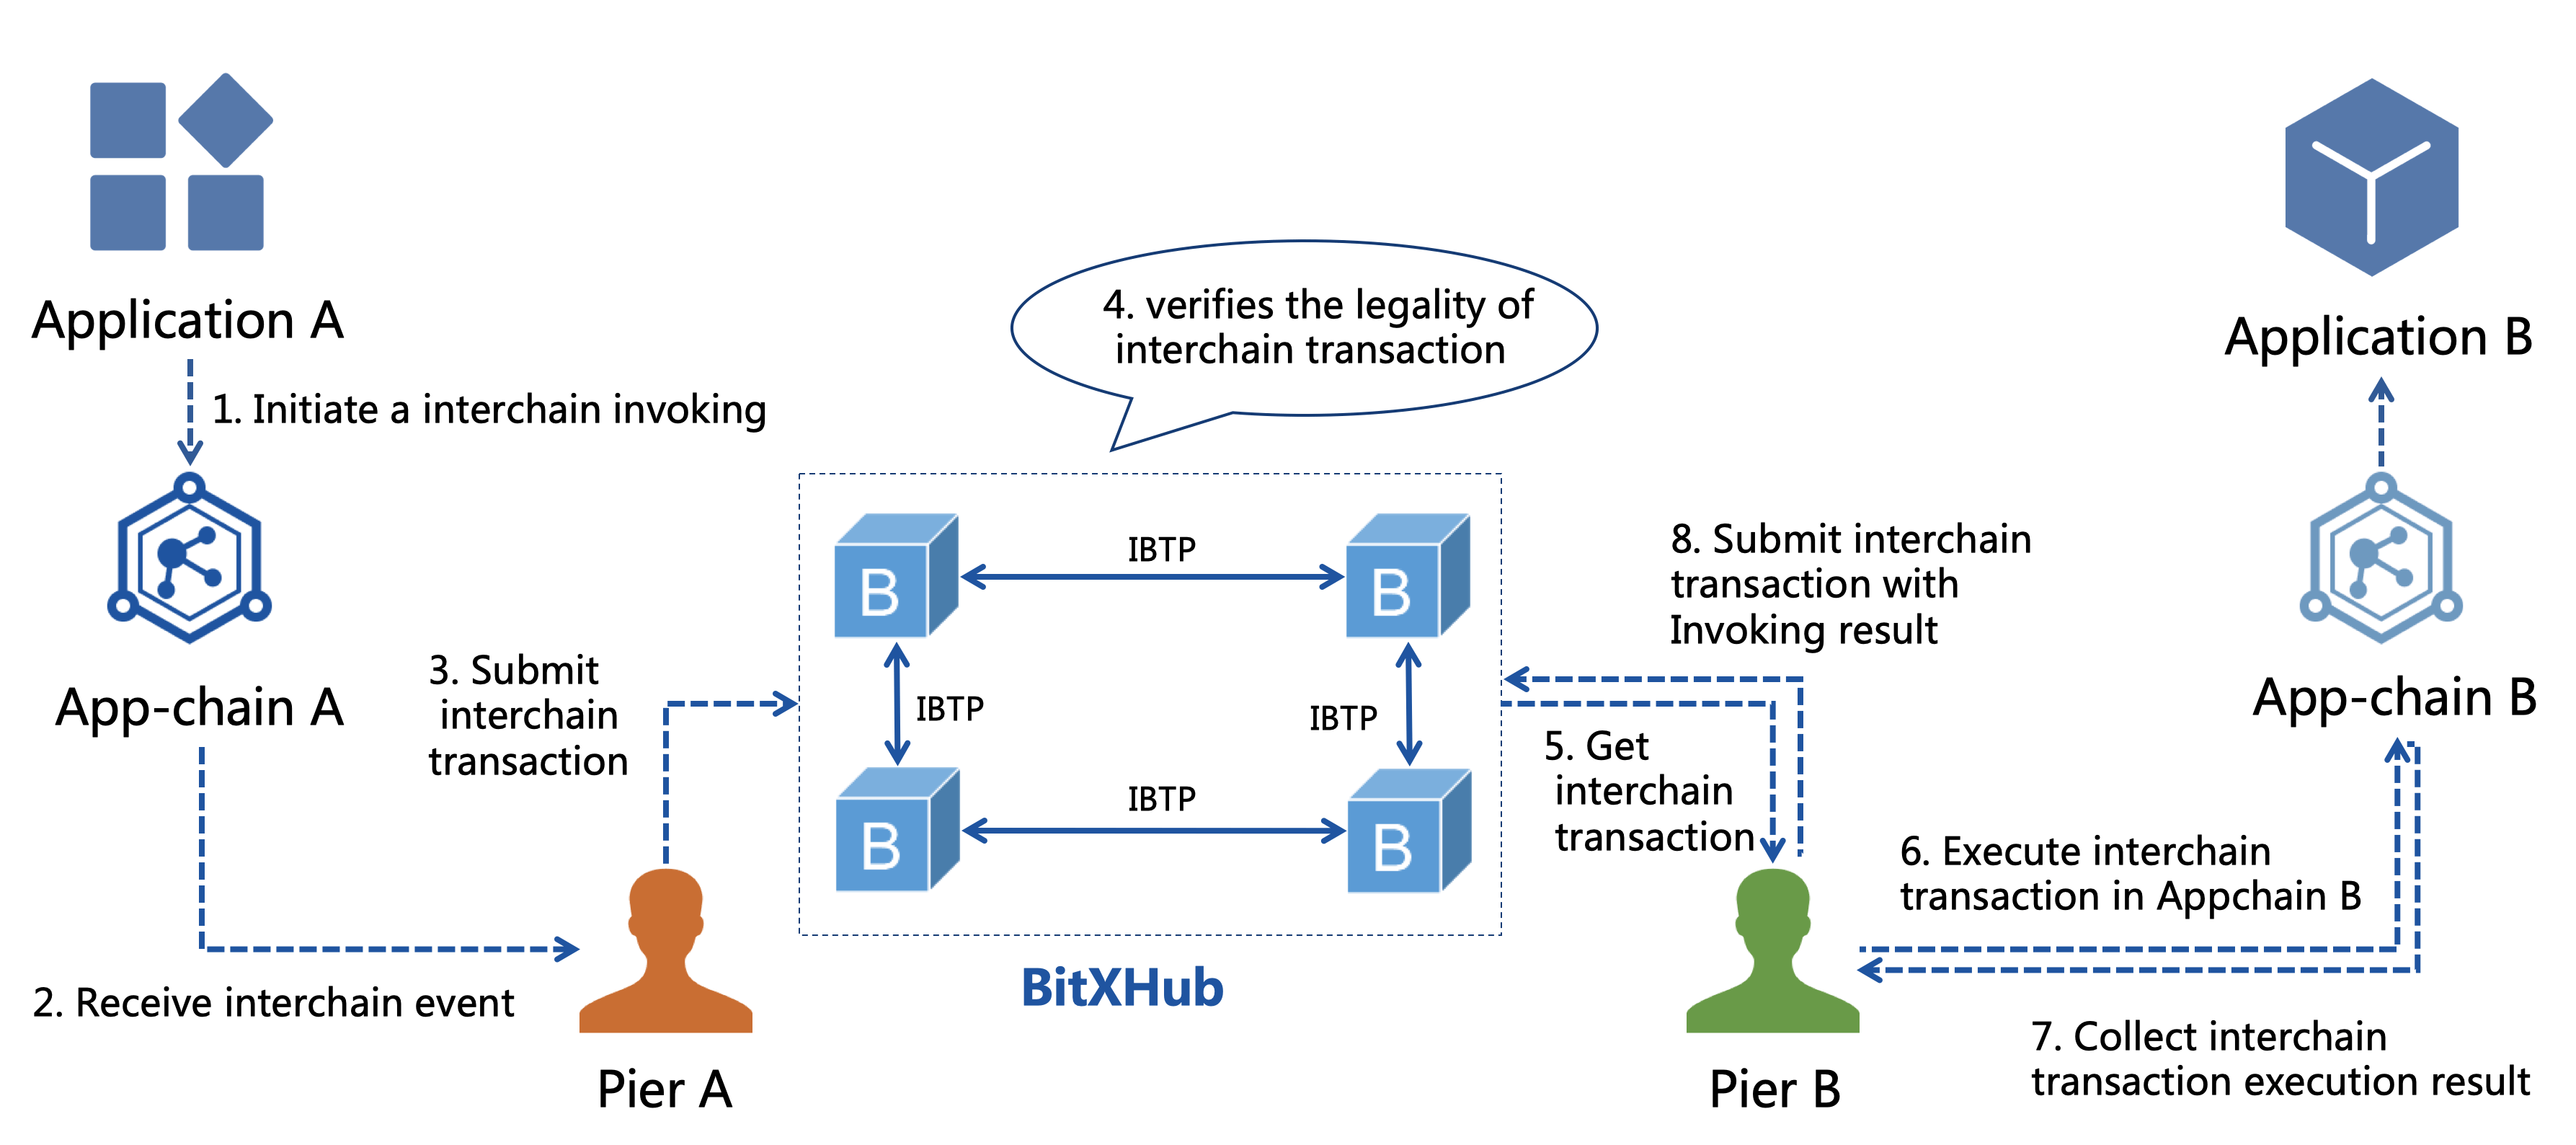 Application A
1. Initiate a interchain invoking
App-chain A
2. Receive interchain event
Pier A
3. Submit
interchain
transaction
4. verifies the legality of
interchain transaction
B
IBTP
B
IBTP
IBTP
B
IBTP
B
BitXHub
5. Get
interchain
transaction
8. Submit interchain
transaction with
Invoking result
Pier B
6. Execute interchain
transaction in Appchain B
7. Collect interchain
transaction execution result
App-chain B
Application B